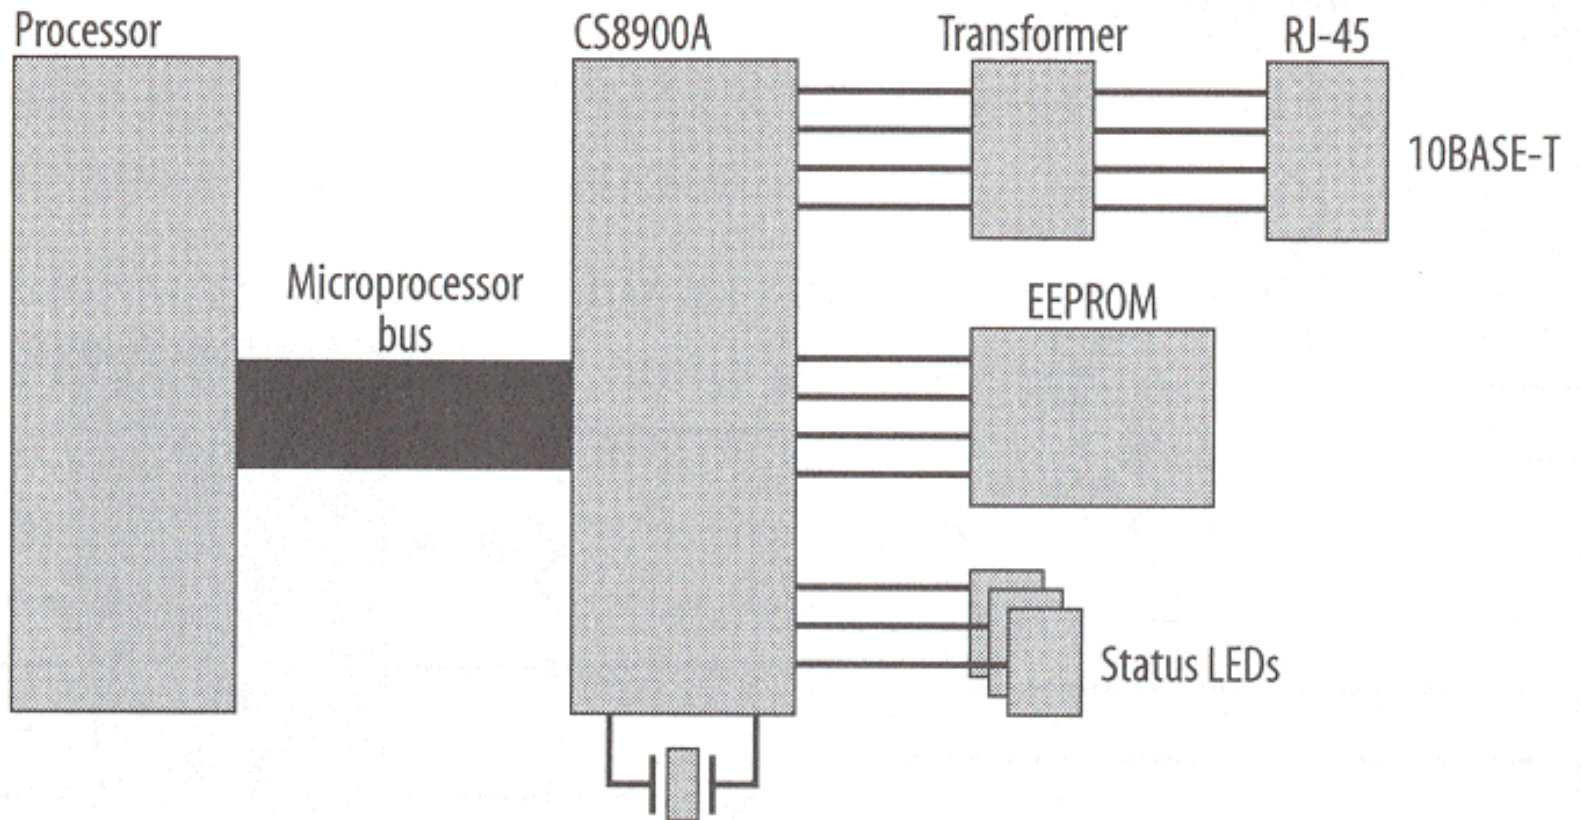 Processor
CS8900A
Transformer
RJ-45
10BASE-T
Microprocessor
bus
EEPROM
Status LEDs